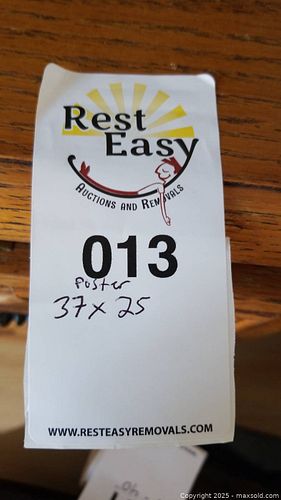 Rest
Easy
AUCTIONS AND REMOVALS
013
Poster
37 x 25
WWW.RESTEASYREMOVALS.COM
Copyright © 2025 - maxsold.com